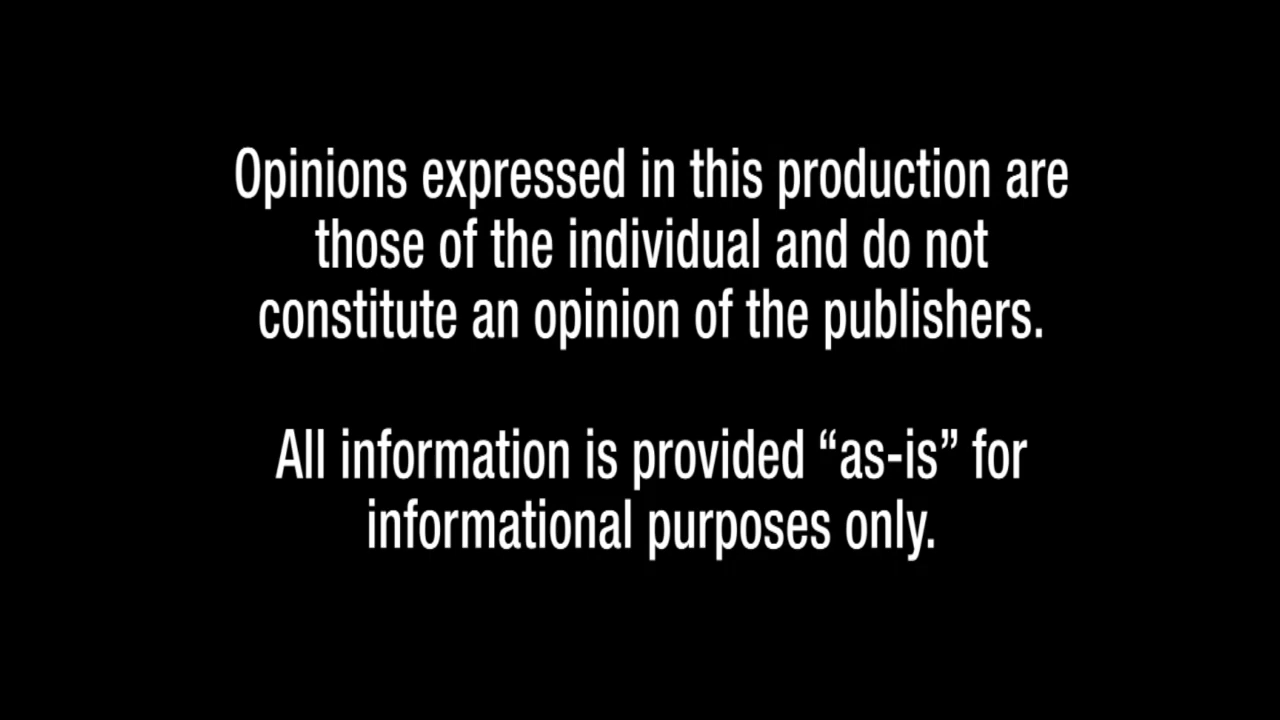 Opinions expressed in this production are
those of the individual and do not
constitute an opinion of the publishers.
All information is provided “as-is” for
informational purposes only.